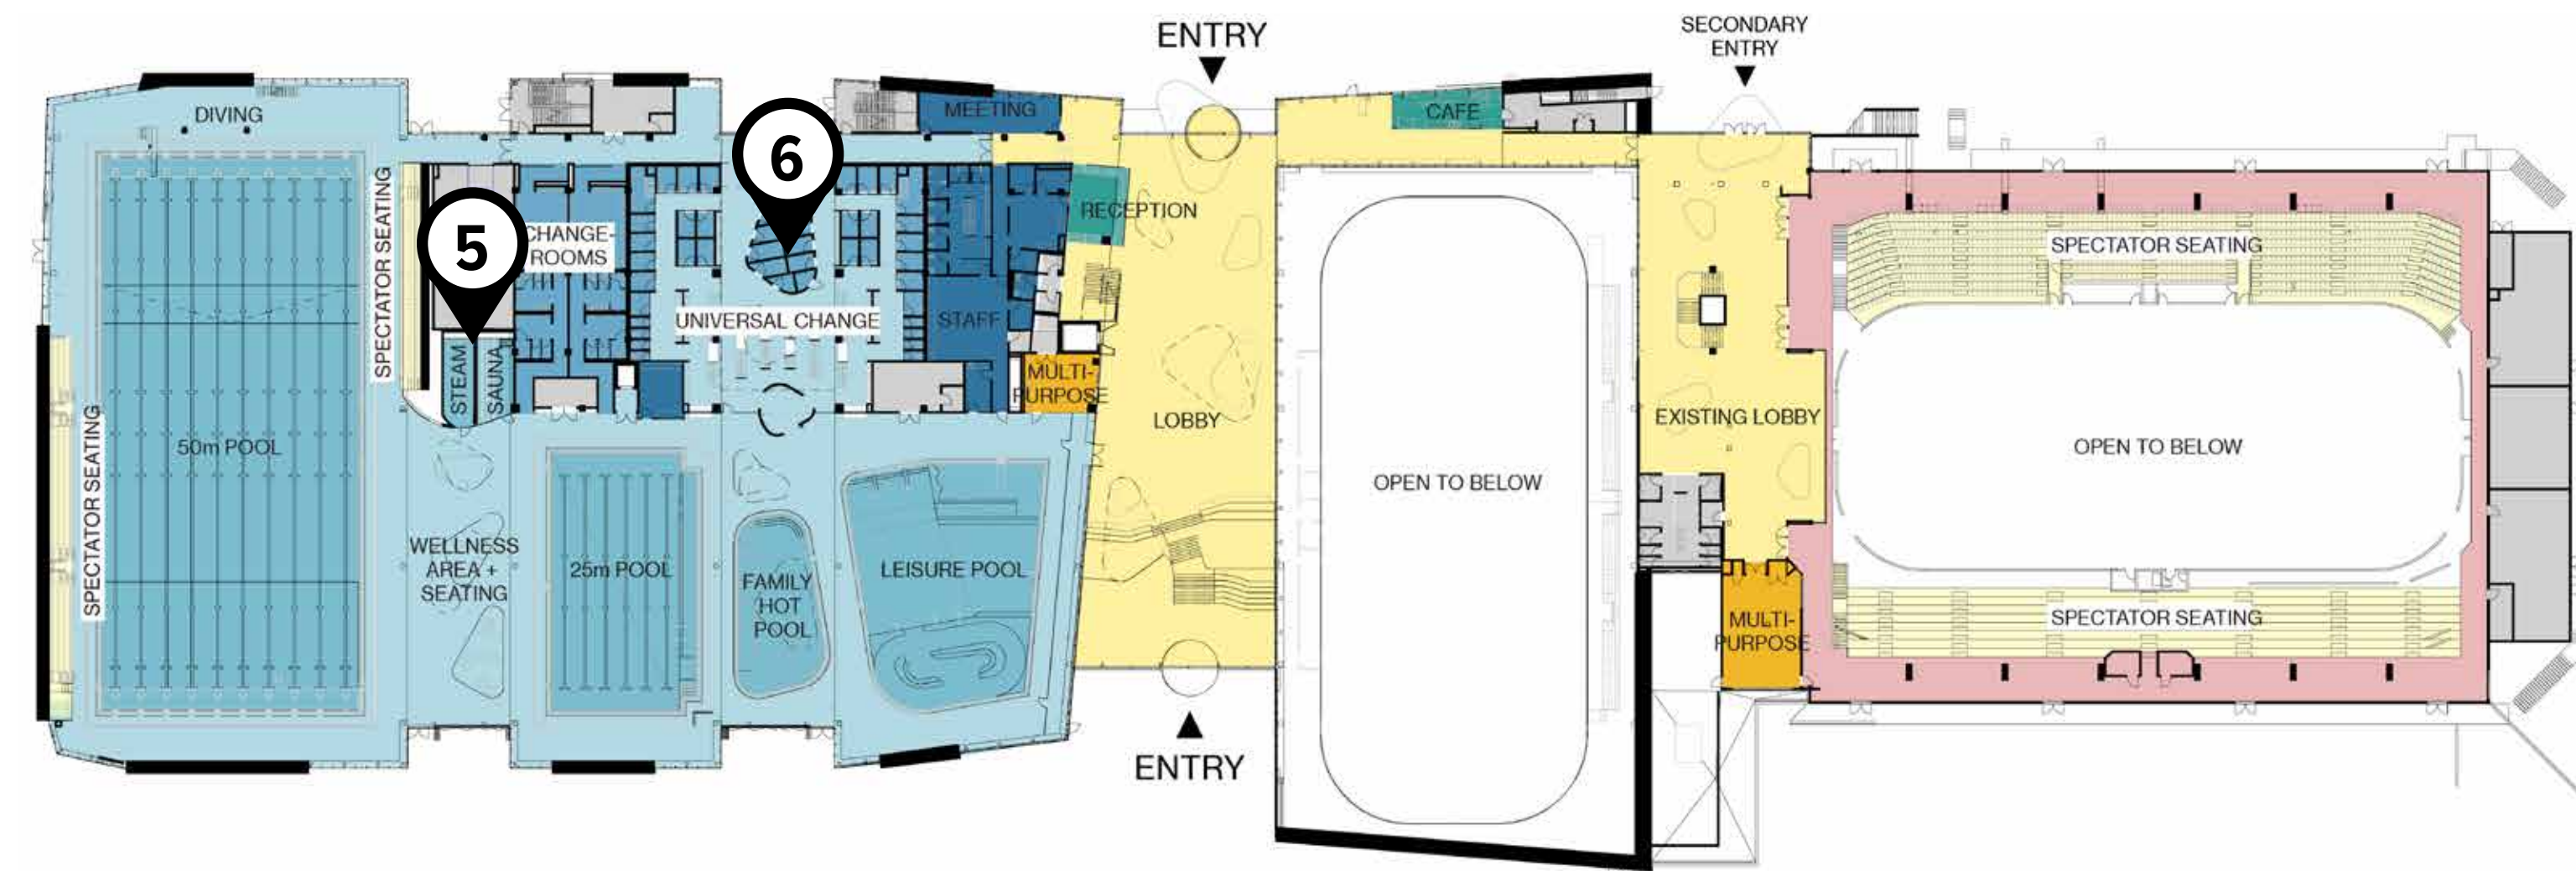 ENTRY
SECONDARY
ENTRY
DIVING
MEETING
CAFE
6
5
SPECTATOR SEATING
CHANGE-
ROOMS
RECEPTION
SPECTATOR SEATING
UNIVERSAL CHANGE
STAFF
STEAM
SAUNA
MULTI-
PURPOSE
LOBBY
EXISTING LOBBY
50m POOL
SPECTATOR SEATING
OPEN TO BELOW
OPEN TO BELOW
WELLNESS
AREA +
SEATING
25m POOL
FAMILY
HOT
POOL
LEISURE POOL
MULTI-
PURPOSE
SPECTATOR SEATING
ENTRY